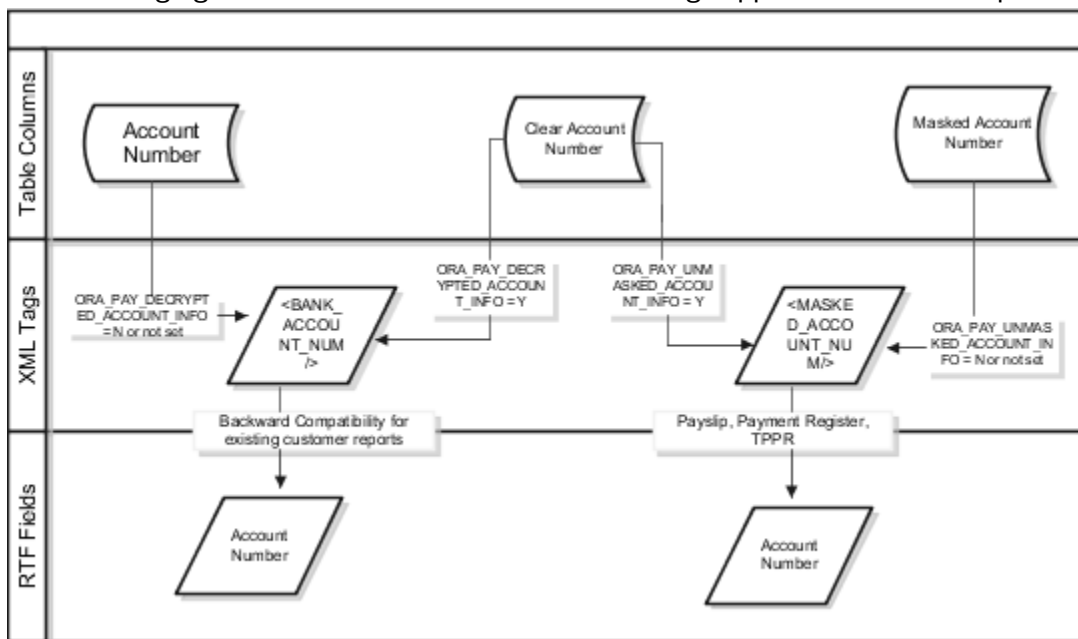 Table Columns
Account
Number
Clear Account
Number
Masked Account
Number
XML Tags
ORA_PAY_DECRYPT
ED_ACCOUNT_INFO
= N or not set
<BANK_
ACCOU
NT_NUM
/>
ORA_PAY_DECR
YPTED_ACCOUN
T_INFO = Y
ORA_PAY_UNM
ASKED_ACCOU
NT_INFO = Y
<MASKE
D_ACCO
UNT_NU
M/>
ORA_PAY_UNMAS
KED_ACCOUNT_IN
FO = N or not set
Backward Compatibility for
existing customer reports
Payslip, Payment Register,
TPPR
RTF Fields
Account
Number
Account
Number